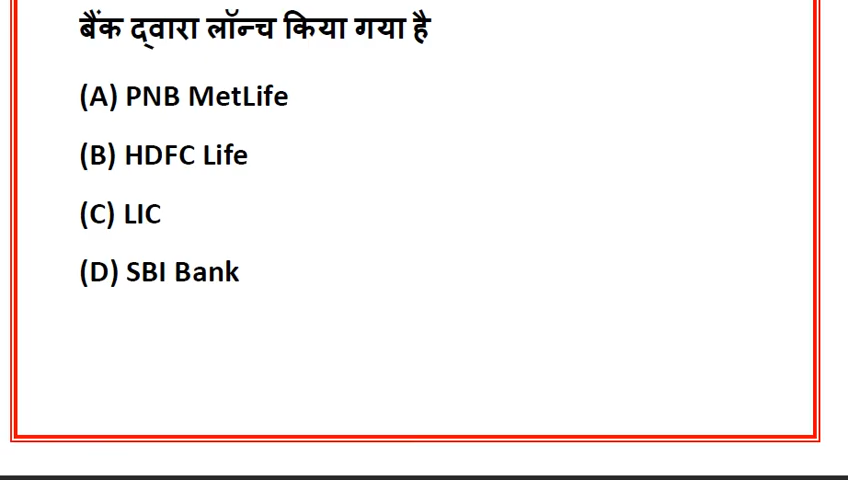 बैंक द्वारा लॉन्च किया गया है
(A) PNB MetLife
(B) HDFC Life
(C) LIC
(D) SBI Bank